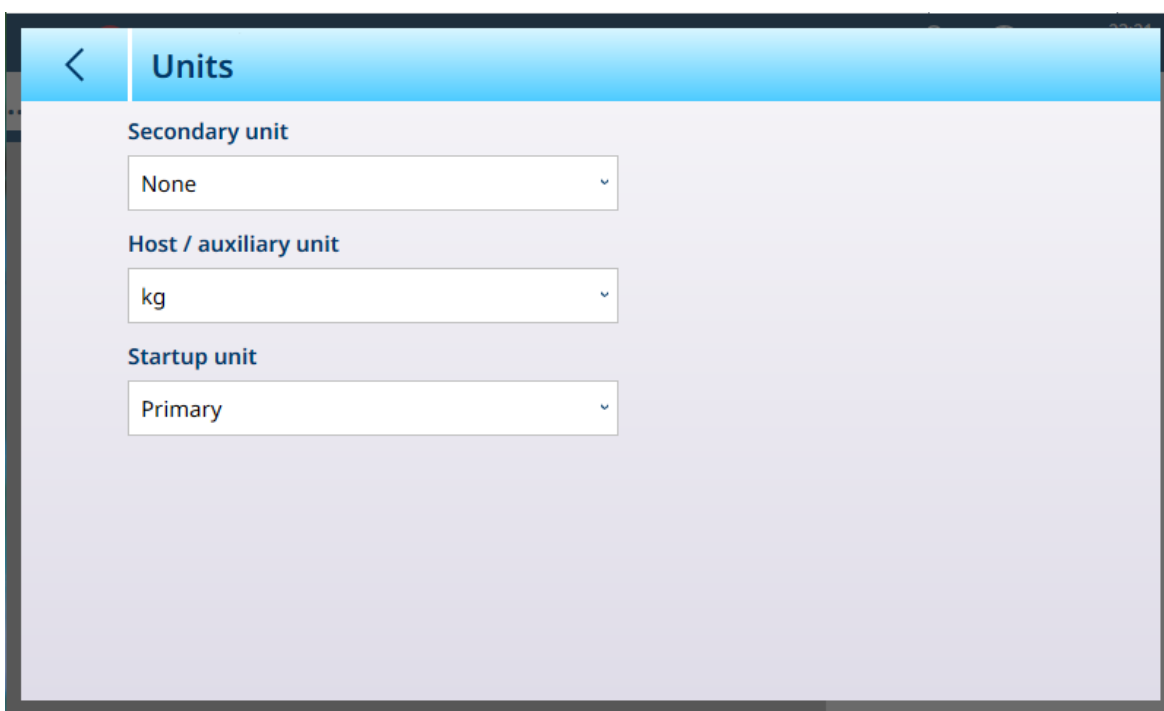 Units
Secondary unit
None
Host / auxiliary unit
kg
Startup unit
Primary